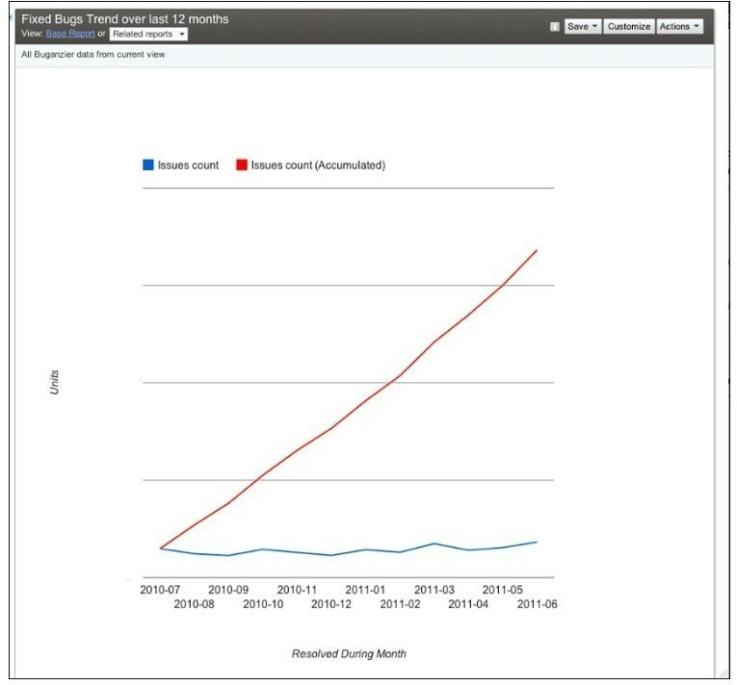 Fixed Bugs Trend over last 12 months
View: Base Report or Related reports
Save Customize Actions
All Buganzier data from current view
Issues count Issues count (Accumulated)
Units
2010-07 2010-09 2010-11 2011-01 2011-03 2011-05
2010-08 2010-10 2010-12 2011-02 2011-04 2011-06
Resolved During Month